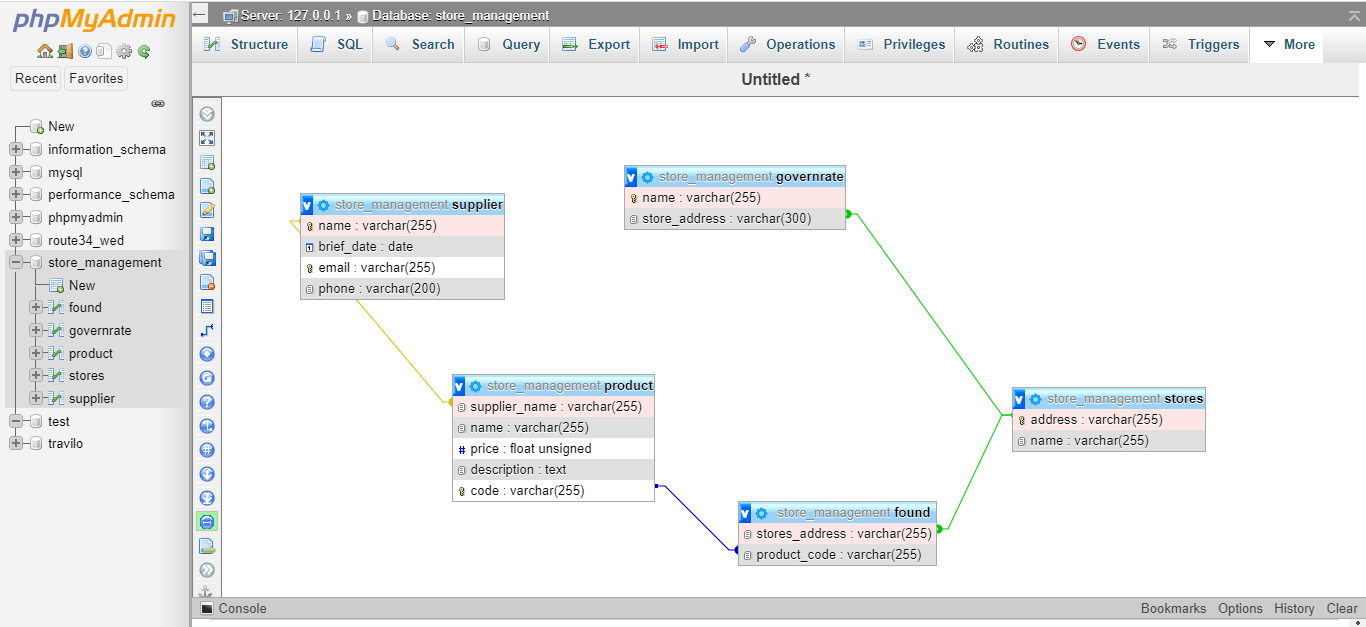 phpMyAdmin
Recent Favorites
New
information_schema
mysql
performance_schema
phpmyadmin
route34_wed
store_management
New
found
governrate
product
stores
supplier
test
travilo
Server: 127.0.0.1 » Database: store_management
Structure SQL Search Query Export Import Operations Privileges Routines Events Triggers More
Untitled *
store_management governrate
name : varchar(255)
store_address : varchar(300)
store_management supplier
name : varchar(255)
brief_date : date
email : varchar(255)
phone : varchar(200)
store_management product
supplier_name : varchar(255)
name : varchar(255)
price : float unsigned
description : text
code : varchar(255)
store_management stores
address : varchar(255)
name : varchar(255)
store_management found
stores_address : varchar(255)
product_code : varchar(255)
Console Bookmarks Options History Clear